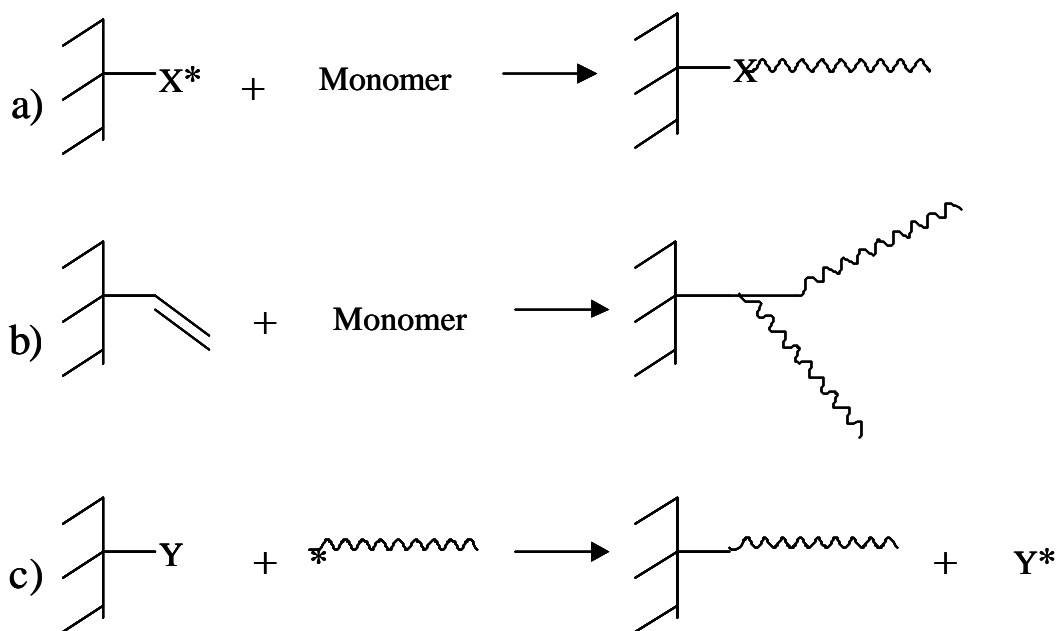 a) X* + Monomer X
b) + Monomer
c) Y + * + Y*